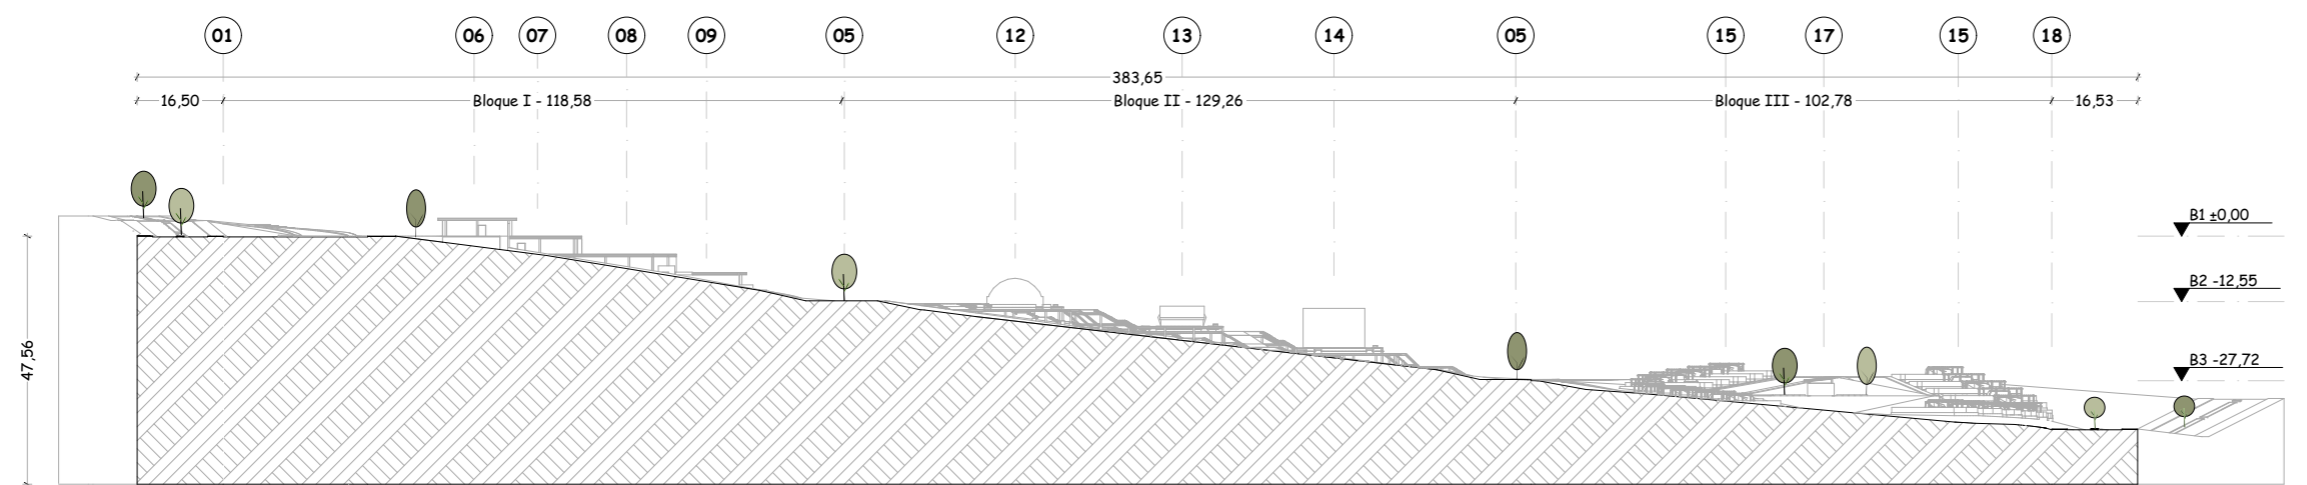 01 06 07 08 09 05 12 13 14 05 15 17 15 18
383,65
16,50 Bloque I - 118,58 Bloque II - 129,26 Bloque III - 102,78 16,53
B1 ±0,00
B2 -12,55
B3 -27,72
47,56